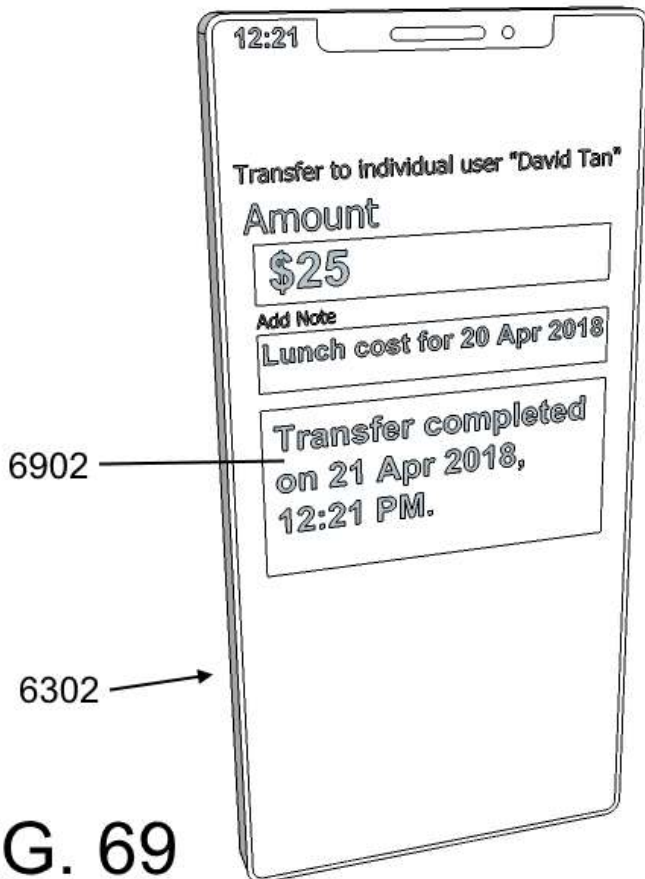 12:21
Transfer to individual user "David Tan"
Amount
$25
Add Note
Lunch cost for 20 Apr 2018
Transfer completed
on 21 Apr 2018,
12:21 PM.
6902
6302
G. 69